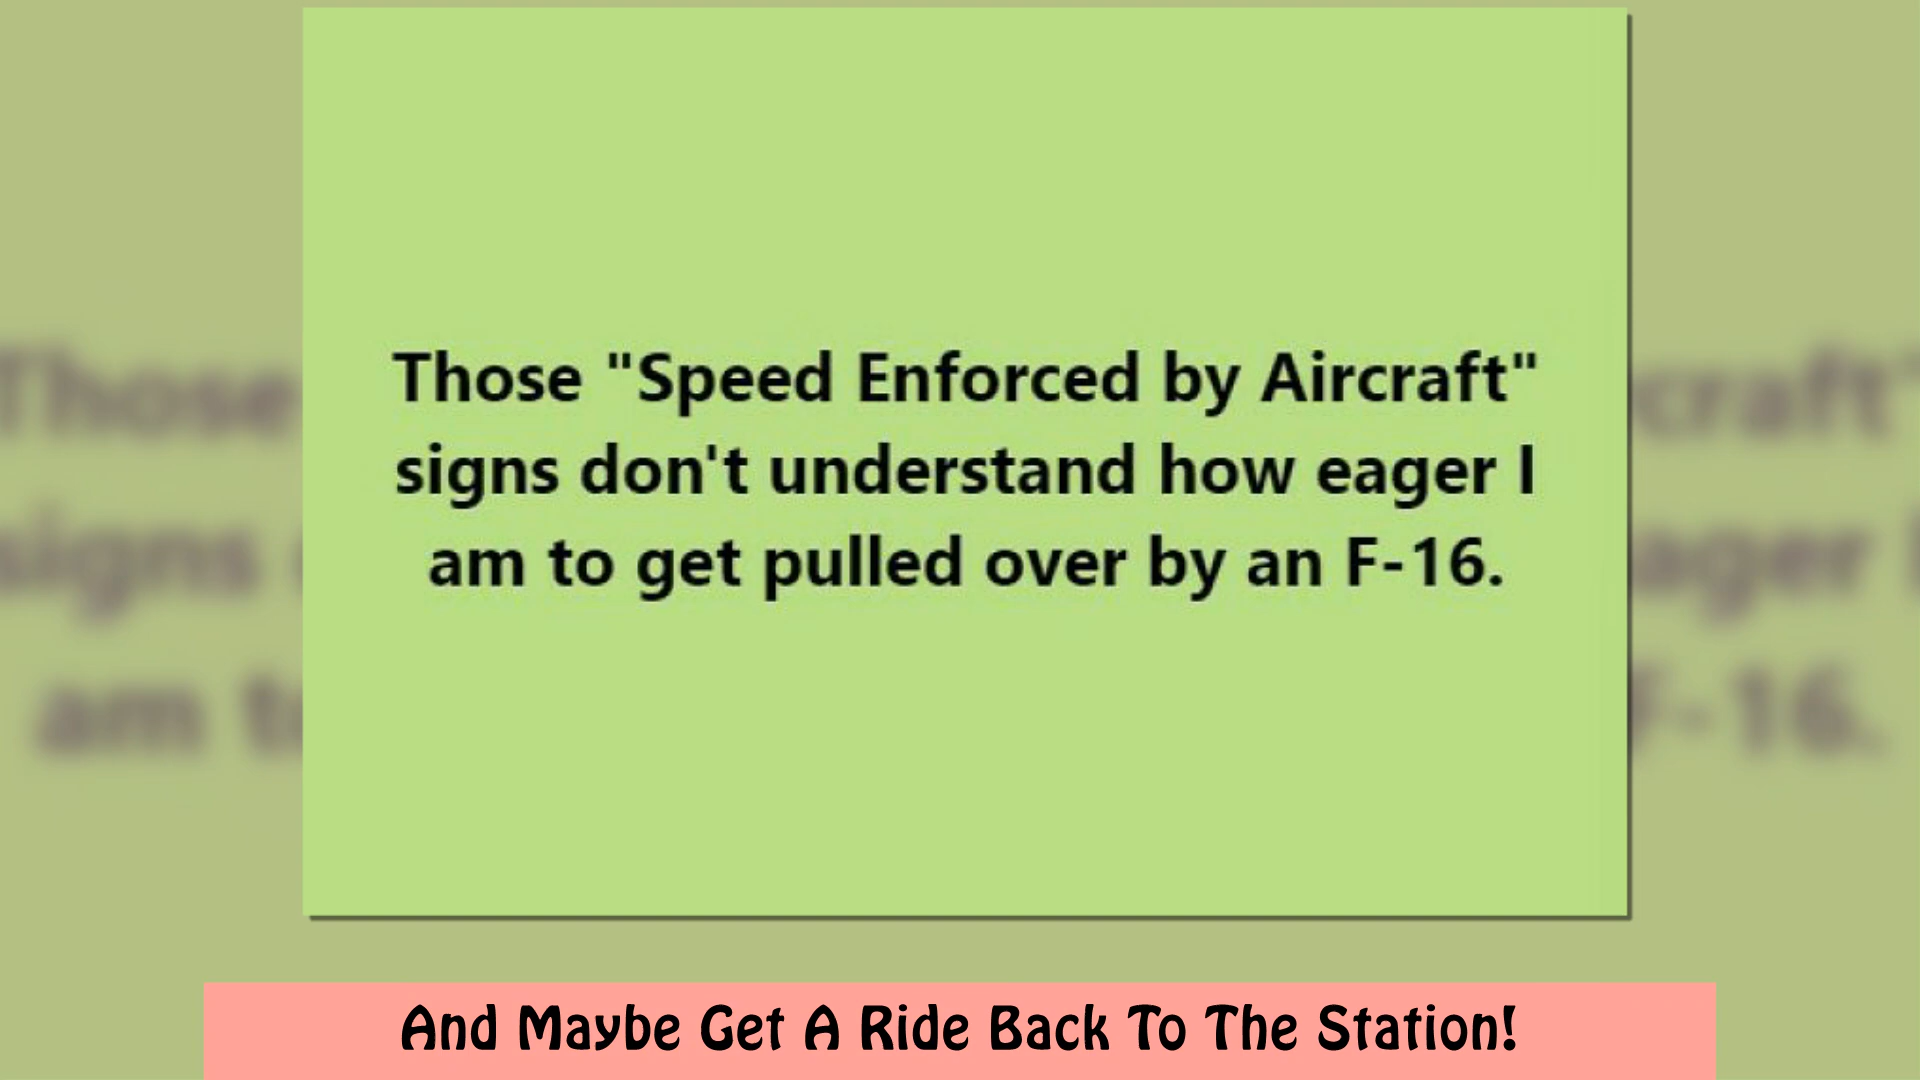 Those "Speed Enforced by Aircraft"
signs don't understand how eager I
am to get pulled over by an F-16.
And Maybe Get A Ride Back To The Station!